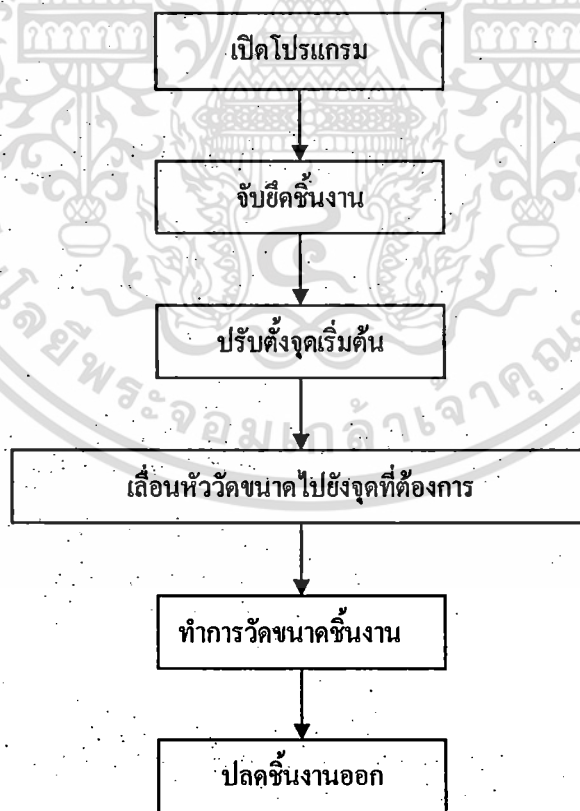 เปิดโปรแกรม
จับยึดชิ้นงาน
ปรับตั้งจุดเริ่มต้น
เลื่อนหัววัดขนาดไปยังจุดที่ต้องการ
ทำการวัดขนาดชิ้นงาน
ปลดชิ้นงานออก